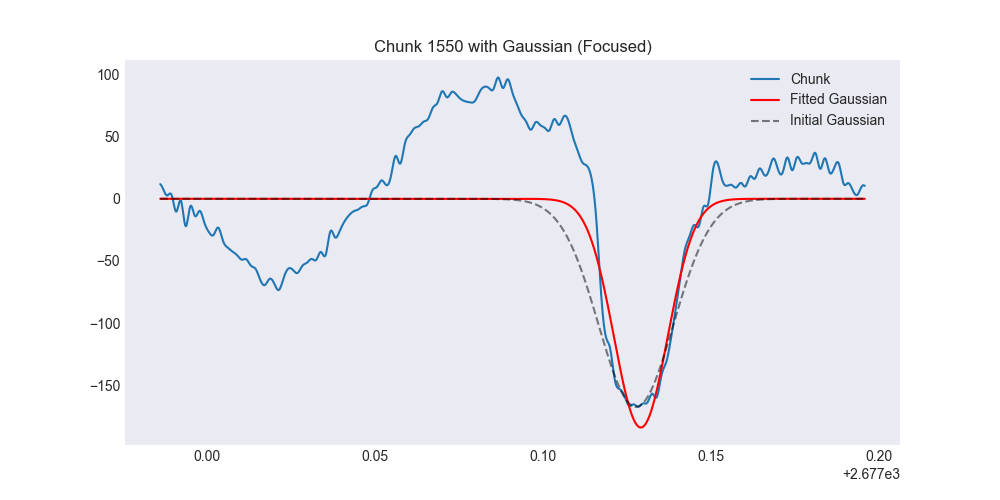 Chunk 1550 with Gaussian (Focused)
100
50
0
−50
−100
−150
Chunk
Fitted Gaussian
Initial Gaussian
0.00 0.05 0.10 0.15 0.20
+2.677e3